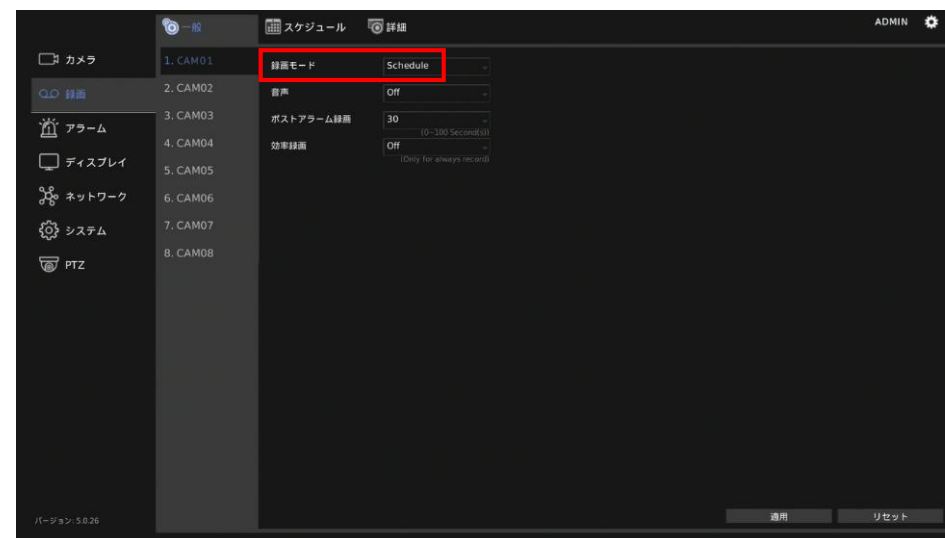 一般
スケジュール
詳細
ADMIN
カメラ
録画
アラーム
ディスプレイ
ネットワーク
システム
PTZ
1. CAM01
2. CAM02
3. CAM03
4. CAM04
5. CAM05
6. CAM06
7. CAM07
8. CAM08
録画モード Schedule
音声 Off
ポストアラーム録画 30
(0~100 Second(s))
効率録画 Off
(Only for always record)
適用 リセット
バージョン: 5.0.26